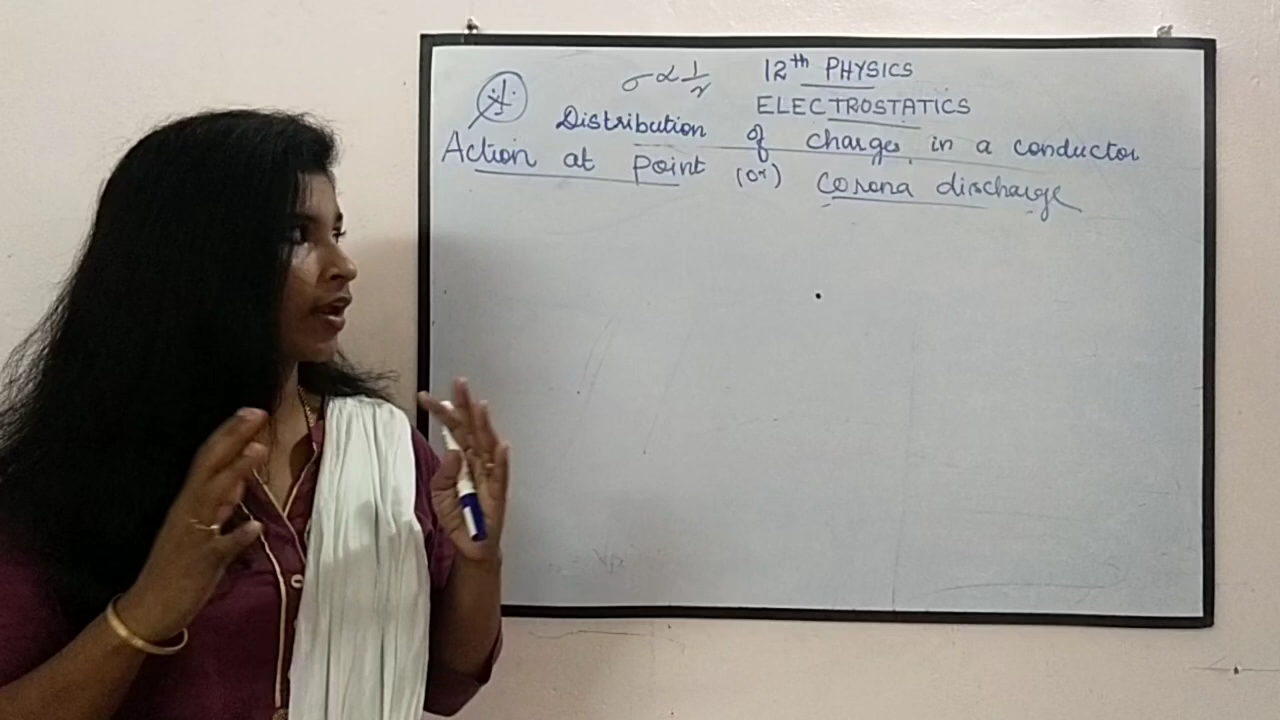 σ ∝ 1/r 12th PHYSICS
ELECTROSTATICS
Distribution of charges in a conductor
Action at point (or) corona discharge